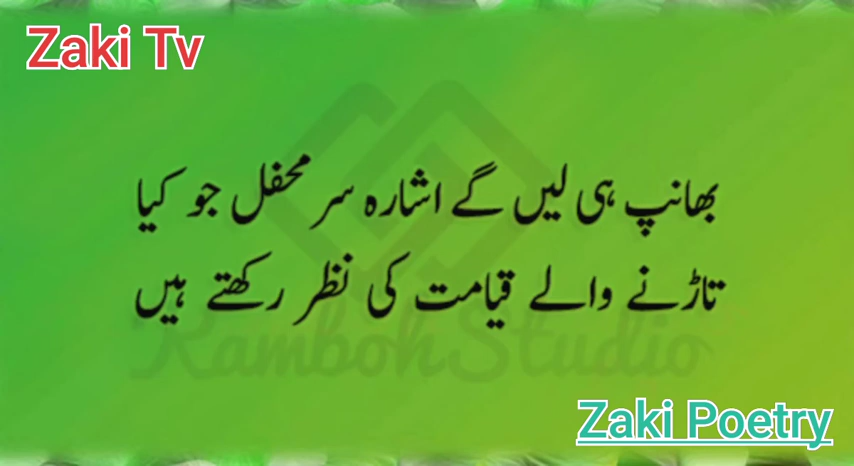 Zaki Tv
بھانپ ہی لیں گے اشارہ سر محفل جو کیا
تاڑنے والے قیامت کی نظر رکھتے ہیں
Kamboh Studio
Zaki Poetry